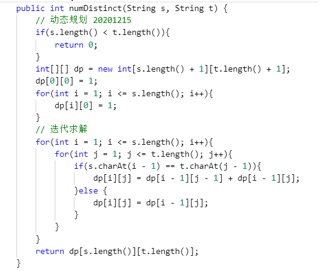 public int numDistinct(String s, String t) {
    // 动态规划 20201215
    if(s.length() < t.length()){
        return 0;
    }
    int[][] dp = new int[s.length() + 1][t.length() + 1];
    dp[0][0] = 1;
    for(int i = 1; i <= s.length(); i++){
        dp[i][0] = 1;
    }
    // 迭代求解
    for(int i = 1; i <= s.length(); i++){
        for(int j = 1; j <= t.length(); j++){
            if(s.charAt(i - 1) == t.charAt(j - 1)){
                dp[i][j] = dp[i - 1][j - 1] + dp[i - 1][j];
            }else {
                dp[i][j] = dp[i - 1][j];
            }
        }
    }
    return dp[s.length()][t.length()];
}